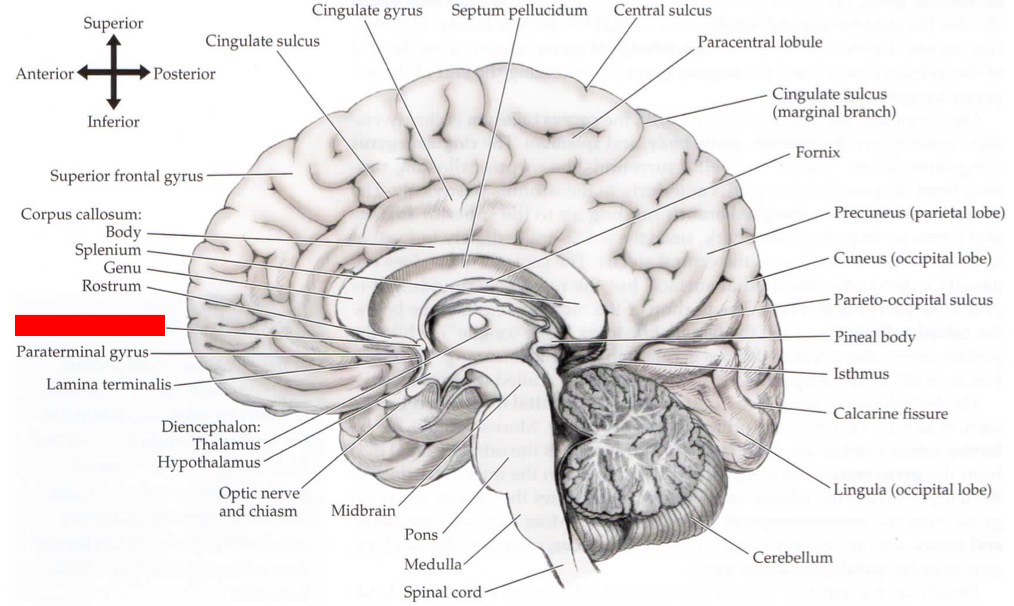 Cingulate gyrus
Septum pellucidum
Central sulcus
Superior
Cingulate sulcus
Paracentral lobule
Anterior
Posterior
Cingulate sulcus
(marginal branch)
Inferior
Fornix
Superior frontal gyrus
Corpus callosum:
Body
Precuneus (parietal lobe)
Splenium
Cuneus (occipital lobe)
Genu
Rostrum
Parieto-occipital sulcus
Pineal body
Paraterminal gyrus
Isthmus
Lamina terminalis
Calcarine fissure
Diencephalon:
Thalamus
Hypothalamus
Optic nerve
and chiasm
Lingula (occipital lobe)
Midbrain
Pons
Cerebellum
Medulla
Spinal cord